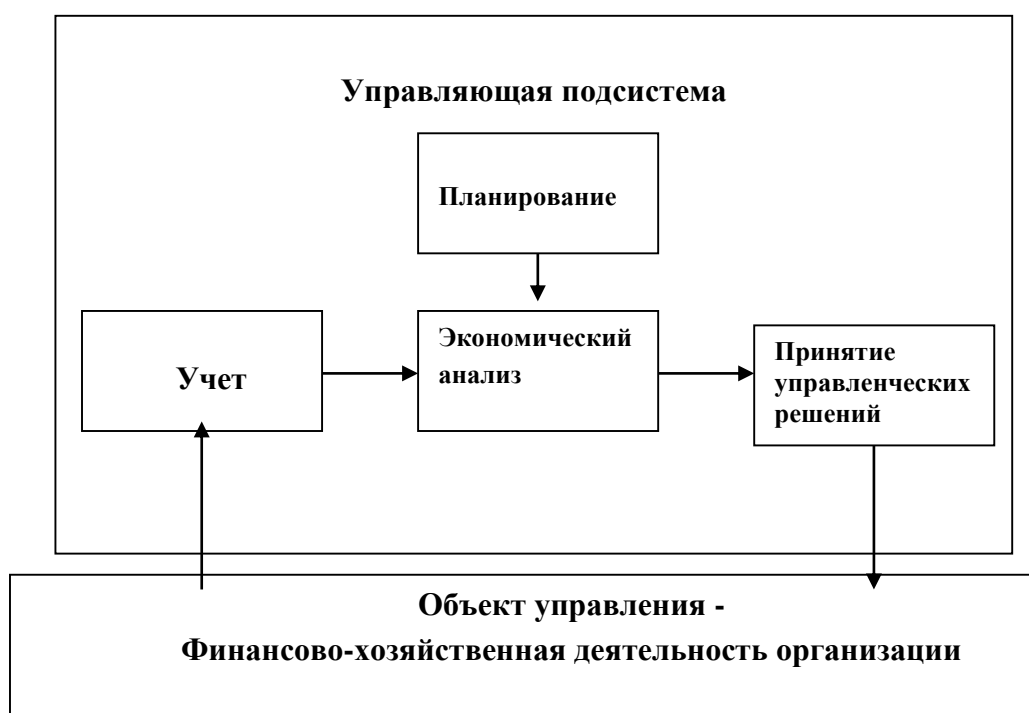 Управляющая подсистема
Планирование
Учет
Экономический
анализ
Принятие
управленческих
решений
Объект управления -
Финансово-хозяйственная деятельность организации